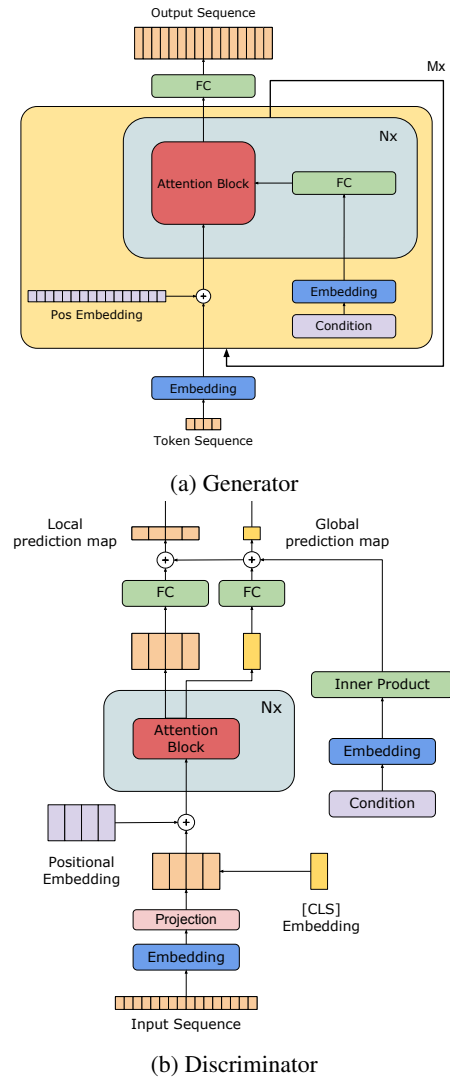 Output Sequence
FC
Mx
Nx
Attention Block
FC
Embedding
Pos Embedding
Condition
Embedding
Token Sequence
(a) Generator
Local
prediction map
Global
prediction map
FC
FC
Nx
Inner Product
Attention
Block
Embedding
Condition
Positional
Embedding
[CLS]
Embedding
Projection
Embedding
Input Sequence
(b) Discriminator